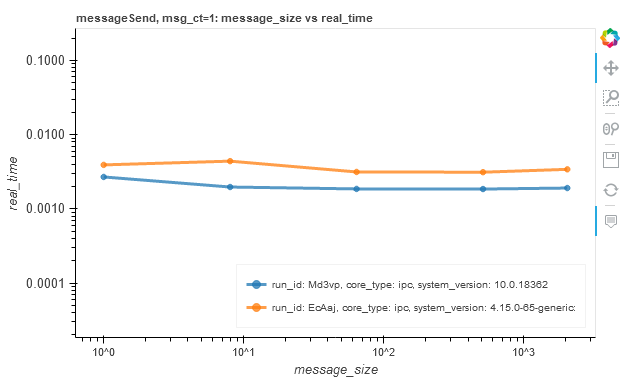 messageSend, msg_ct=1: message_size vs real_time
0.1000
0.0100
0.0010
0.0001
real_time
10^0 10^1 10^2 10^3
message_size
run_id: Md3vp, core_type: ipc, system_version: 10.0.18362
run_id: EcAaj, core_type: ipc, system_version: 4.15.0-65-generic: